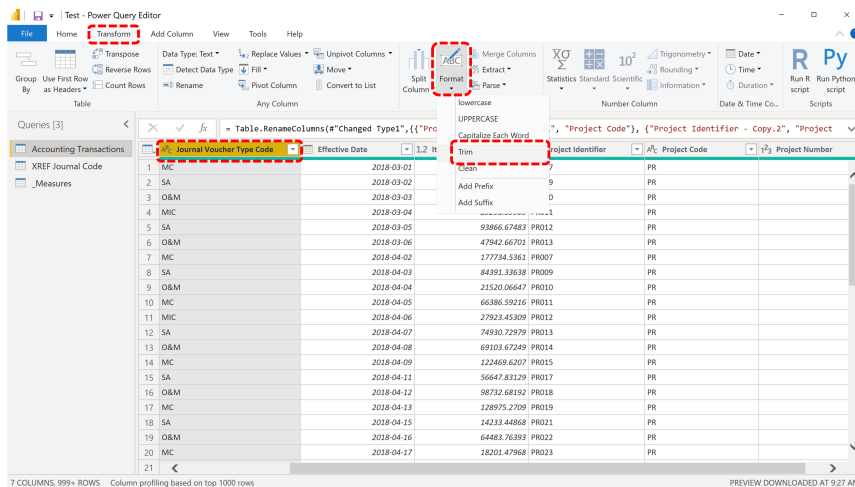 Test - Power Query Editor
File Home Transform Add Column View Tools Help
Transpose Data Type: Text Replace Values Unpivot Columns ABC Merge Columns XO Trigonometry Date R Py
Group By Use First Row as Headers Reverse Rows Detect Data Type Fill Move Split Column Format Extract Statistics Standard 10² Scientific Rounding Time Run R script Run Python script
Count Rows Rename Pivot Column Convert to List Parse Information Duration
Table Any Column Number Column Date & Time Co... Scripts
lowercase
UPPERCASE
Capitalize Each Word
Trim
Clean
Add Prefix
Add Suffix
Queries [3]
Accounting Transactions
XREF Journal Code
_Measures
fx = Table.RenameColumns(#"Changed Type1",{{"Pro ", "Project Code"}, {"Project Identifier - Copy.2", "Project
ABC Journal Voucher Type Code Effective Date 1.2 It roject Identifier ABC Project Code 123 Project Number
1 MC 2018-03-01 7 PR
2 SA 2018-03-02 9 PR
3 O&M 2018-03-03 0 PR
4 MIC 2018-03-04 PR
5 SA 2018-03-05 93866.67483 PR012 PR
6 O&M 2018-03-06 47942.66701 PR013 PR
7 MC 2018-04-02 177734.5361 PR007 PR
8 SA 2018-04-03 84391.33638 PR009 PR
9 O&M 2018-04-04 21520.06647 PR010 PR
10 MC 2018-04-05 66386.59216 PR011 PR
11 MIC 2018-04-06 27923.45309 PR012 PR
12 SA 2018-04-07 74930.72979 PR013 PR
13 O&M 2018-04-08 69103.67249 PR014 PR
14 MC 2018-04-09 122469.6207 PR015 PR
15 SA 2018-04-11 56647.83129 PR017 PR
16 O&M 2018-04-12 98732.68192 PR018 PR
17 MC 2018-04-13 128975.2709 PR019 PR
18 SA 2018-04-15 14233.44868 PR021 PR
19 O&M 2018-04-16 64483.76393 PR022 PR
20 MC 2018-04-17 18201.47968 PR023 PR
21
7 COLUMNS, 999+ ROWS Column profiling based on top 1000 rows PREVIEW DOWNLOADED AT 9:27 AM